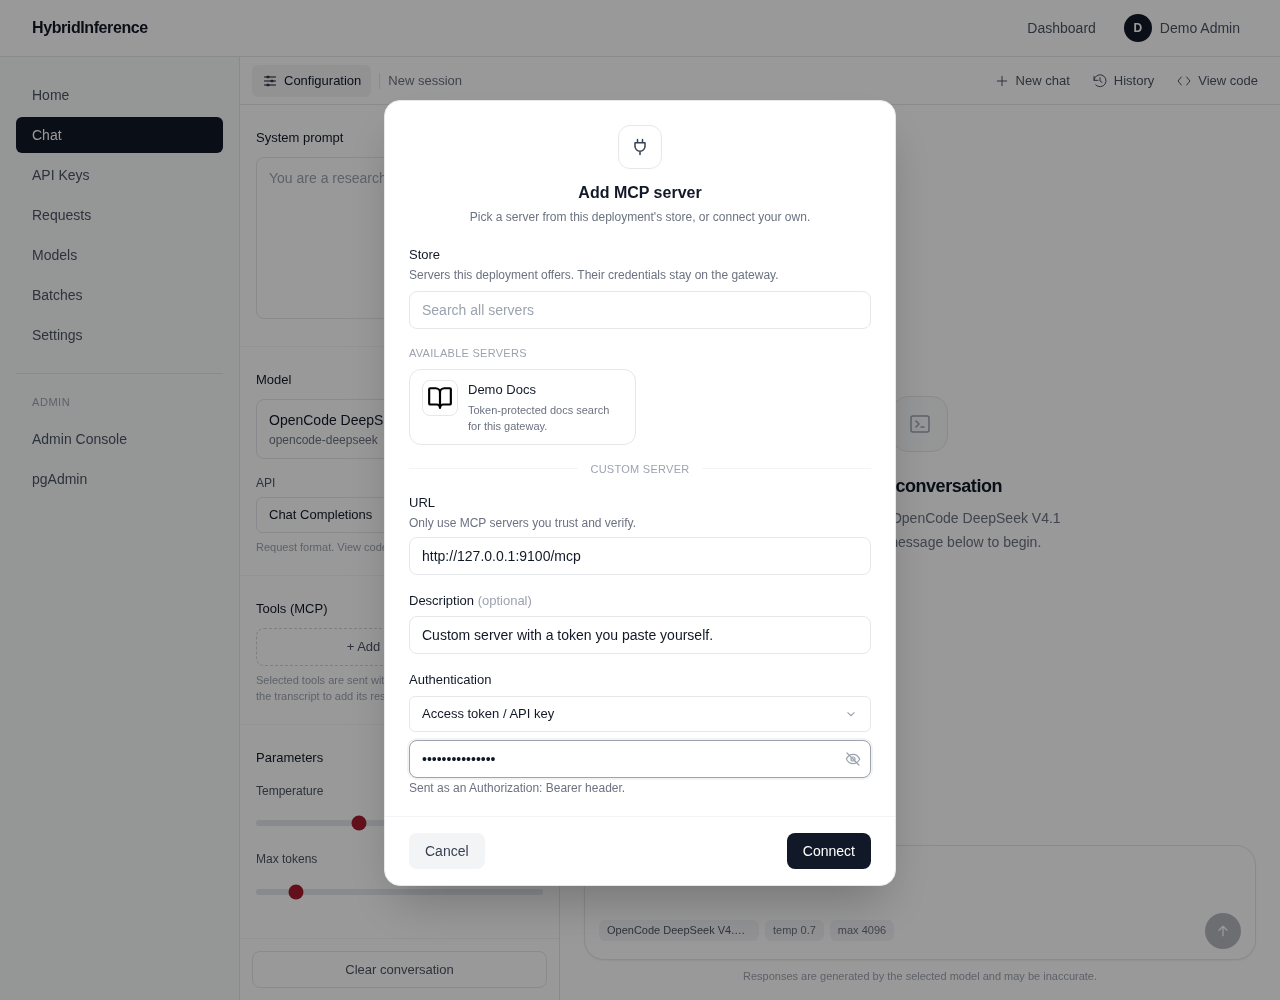 HybridInference
Dashboard
D
Demo Admin
Home
Chat
API Keys
Requests
Models
Batches
Settings
ADMIN
Admin Console
pgAdmin
Configuration
New session
New chat
History
View code
System prompt
You are a research
Model
OpenCode DeepS
opencode-deepseek
API
Chat Completions
Request format. View code
Tools (MCP)
+ Add
Selected tools are sent wit
the transcript to add its res
Parameters
Temperature
Max tokens
Clear conversation
Add MCP server
Pick a server from this deployment's store, or connect your own.
Store
Servers this deployment offers. Their credentials stay on the gateway.
Search all servers
AVAILABLE SERVERS
Demo Docs
Token-protected docs search
for this gateway.
CUSTOM SERVER
URL
Only use MCP servers you trust and verify.
http://127.0.0.1:9100/mcp
Description (optional)
Custom server with a token you paste yourself.
Authentication
Access token / API key
•••••••••••••••
Sent as an Authorization: Bearer header.
Cancel
Connect
conversation
OpenCode DeepSeek V4.1
essage below to begin.
OpenCode DeepSeek V4.…
temp 0.7
max 4096
Responses are generated by the selected model and may be inaccurate.